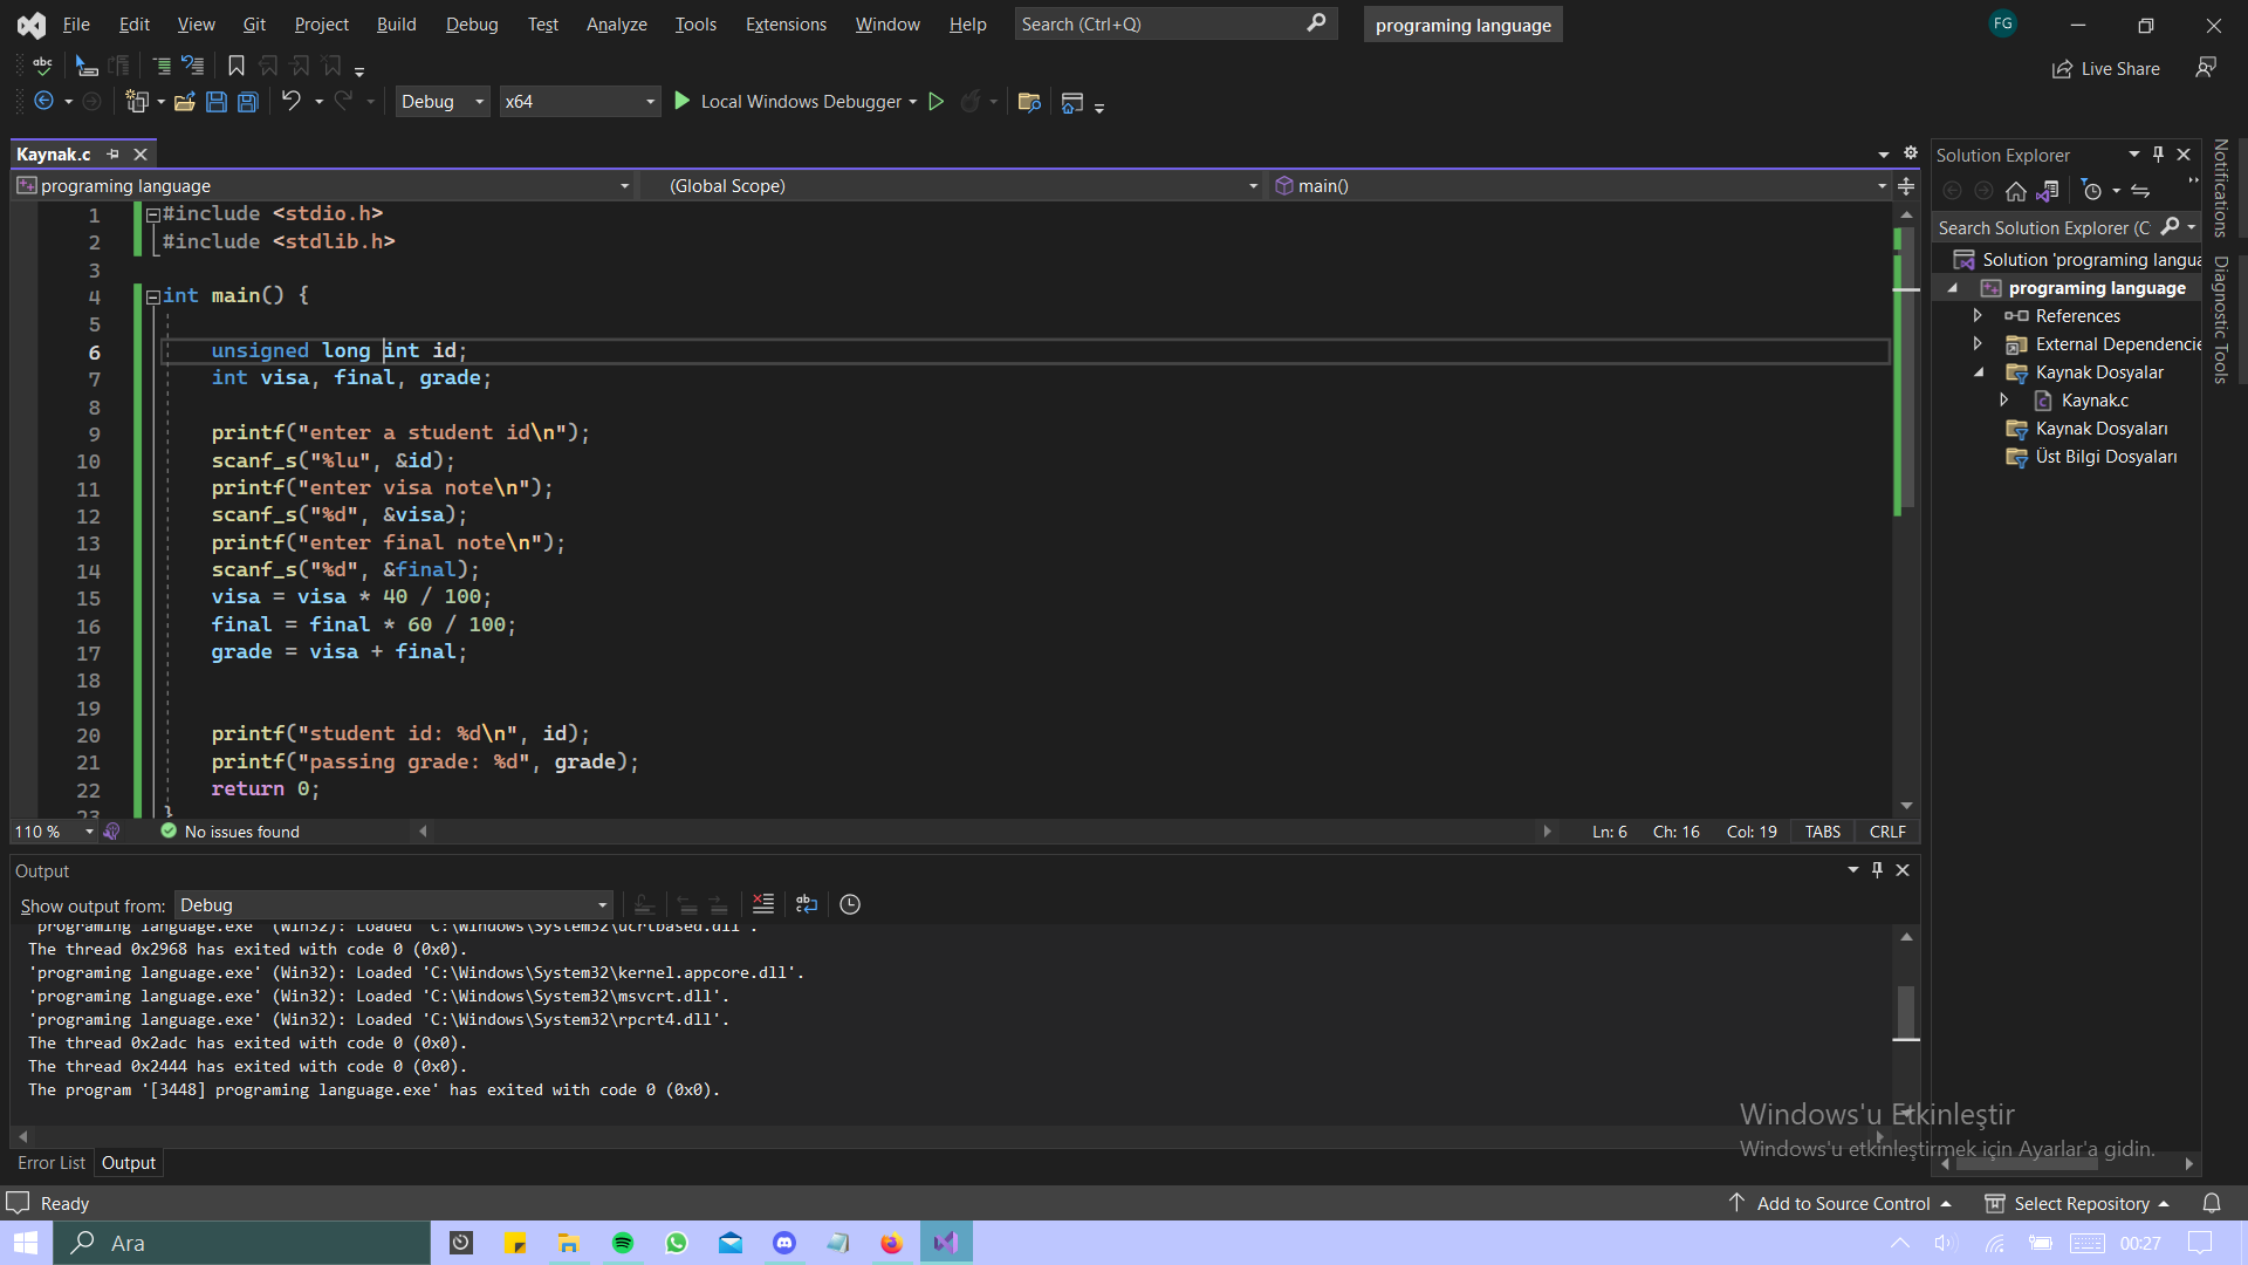 File Edit View Git Project Build Debug Test Analyze Tools Extensions Window Help Search (Ctrl+Q) programing language FG
abc Live Share
Debug x64 Local Windows Debugger
Kaynak.c
programing language (Global Scope) main()
1 #include <stdio.h>
2 #include <stdlib.h>
3
4 int main() {
5
6 unsigned long int id;
7 int visa, final, grade;
8
9 printf("enter a student id\n");
10 scanf_s("%lu", &id);
11 printf("enter visa note\n");
12 scanf_s("%d", &visa);
13 printf("enter final note\n");
14 scanf_s("%d", &final);
15 visa = visa * 40 / 100;
16 final = final * 60 / 100;
17 grade = visa + final;
18
19
20 printf("student id: %d\n", id);
21 printf("passing grade: %d", grade);
22 return 0;
23 }
110 % No issues found Ln: 6 Ch: 16 Col: 19 TABS CRLF
Output
Show output from: Debug
'programing language.exe' (Win32): Loaded 'C:\Windows\System32\ucrtbased.dll'.
The thread 0x2968 has exited with code 0 (0x0).
'programing language.exe' (Win32): Loaded 'C:\Windows\System32\kernel.appcore.dll'.
'programing language.exe' (Win32): Loaded 'C:\Windows\System32\msvcrt.dll'.
'programing language.exe' (Win32): Loaded 'C:\Windows\System32\rpcrt4.dll'.
The thread 0x2adc has exited with code 0 (0x0).
The thread 0x2444 has exited with code 0 (0x0).
The program '[3448] programing language.exe' has exited with code 0 (0x0).
Error List Output
Solution Explorer
Search Solution Explorer (C
Solution 'programing langua
programing language
References
External Dependencie
Kaynak Dosyalar
Kaynak.c
Kaynak Dosyaları
Üst Bilgi Dosyaları
Notifications
Diagnostic Tools
Windows'u Etkinleştir
Windows'u etkinleştirmek için Ayarlar'a gidin.
Ready Add to Source Control Select Repository
Ara 00:27